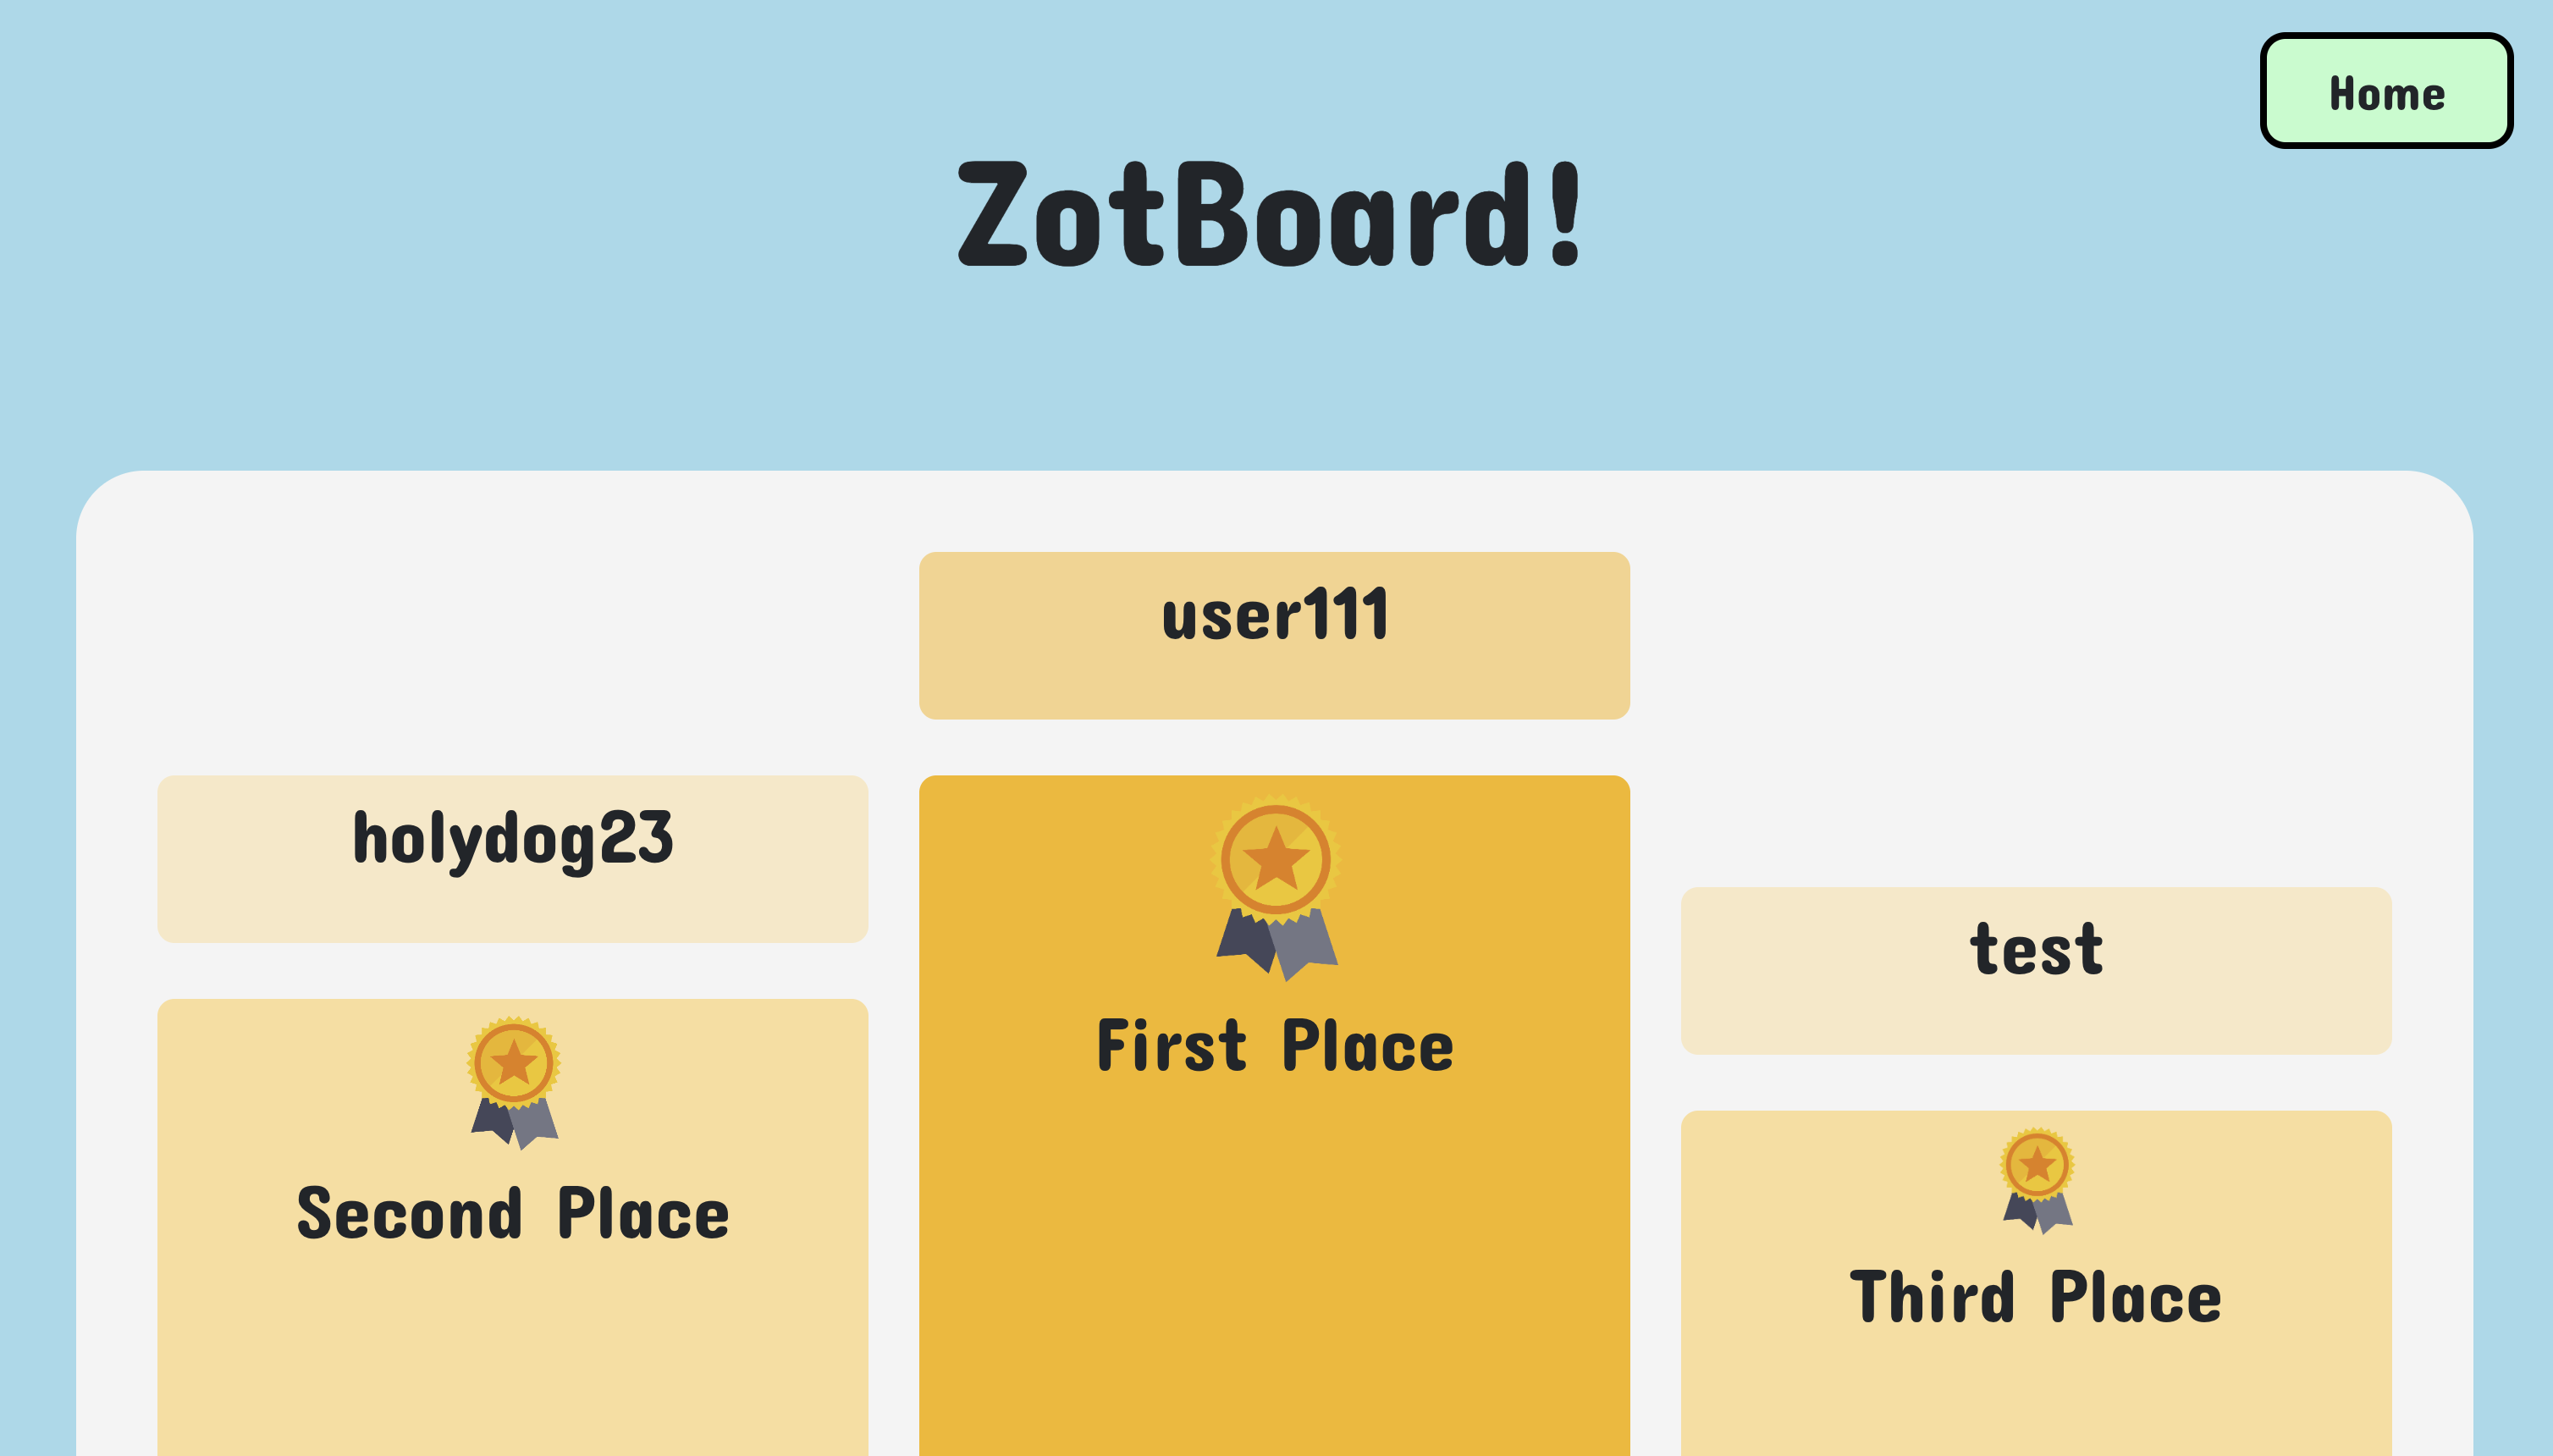 Home
ZotBoard!
user111
holydog23
First Place
test
Second Place
Third Place